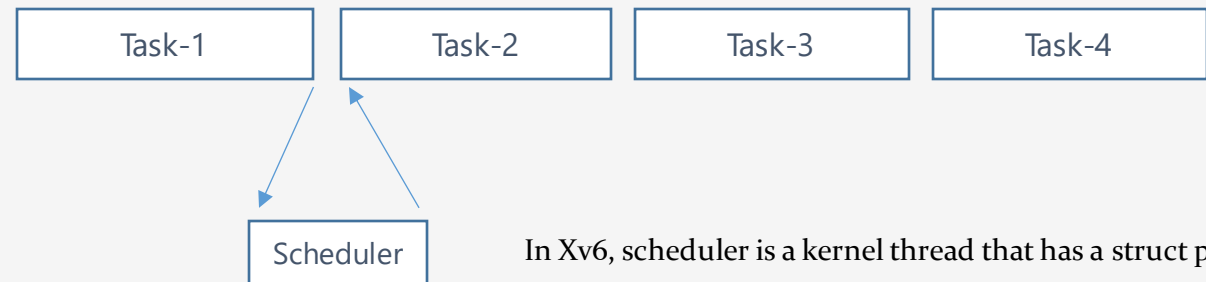 Task-1 Task-2 Task-3 Task-4
Scheduler
In Xv6, scheduler is a kernel thread that has a struct p